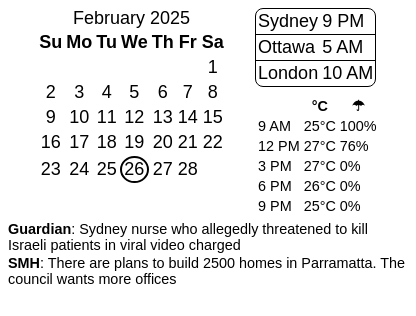 February 2025
Su Mo Tu We Th Fr Sa
1
2 3 4 5 6 7 8
9 10 11 12 13 14 15
16 17 18 19 20 21 22
23 24 25 26 27 28
Sydney 9 PM
Ottawa 5 AM
London 10 AM
°C ☂
9 AM 25°C 100%
12 PM 27°C 76%
3 PM 27°C 0%
6 PM 26°C 0%
9 PM 25°C 0%
Guardian: Sydney nurse who allegedly threatened to kill
Israeli patients in viral video charged
SMH: There are plans to build 2500 homes in Parramatta. The
council wants more offices